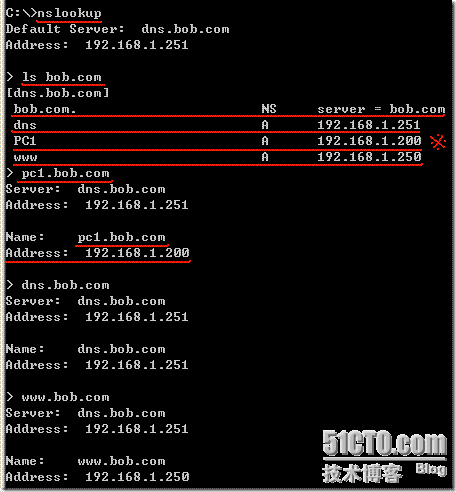 C:\>nslookup
Default Server:  dns.bob.com
Address:  192.168.1.251
> ls bob.com
[dns.bob.com]
bob.com. NS server = bob.com
dns A 192.168.1.251
PC1 A 192.168.1.200 ※
www A 192.168.1.250
> pc1.bob.com
Server:  dns.bob.com
Address:  192.168.1.251
Name:    pc1.bob.com
Address:  192.168.1.200
> dns.bob.com
Server:  dns.bob.com
Address:  192.168.1.251
Name:    dns.bob.com
Address:  192.168.1.251
> www.bob.com
Server:  dns.bob.com
Address:  192.168.1.251
Name:    www.bob.com
Address:  192.168.1.250
51CTO.com
技术博客 Blog